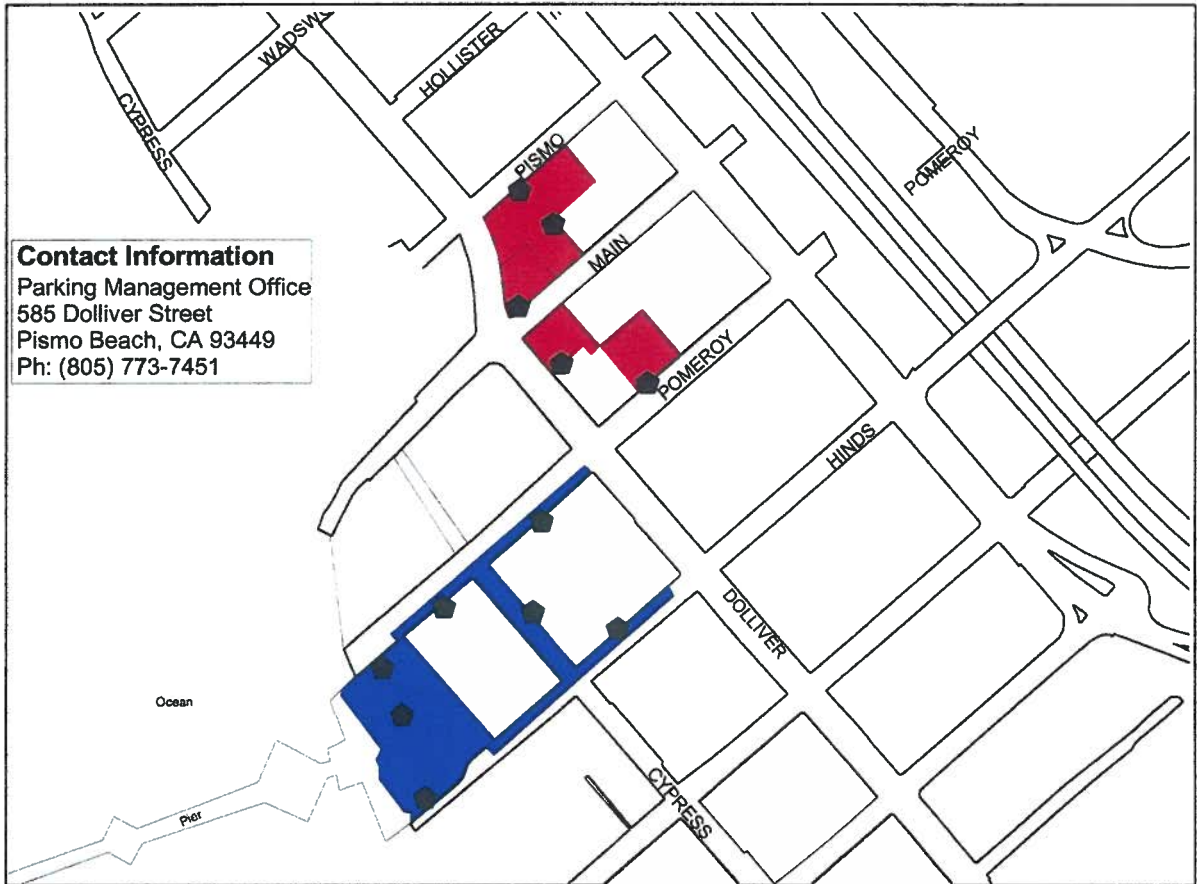 WADSW
HOLLISTER
CYPRESS
PISMO
POMEROY
MAIN
Contact Information
Parking Management Office
585 Dolliver Street
Pismo Beach, CA 93449
Ph: (805) 773-7451
POMEROY
HINDS
DOLLIVER
Ocean
CYPRESS
Pier